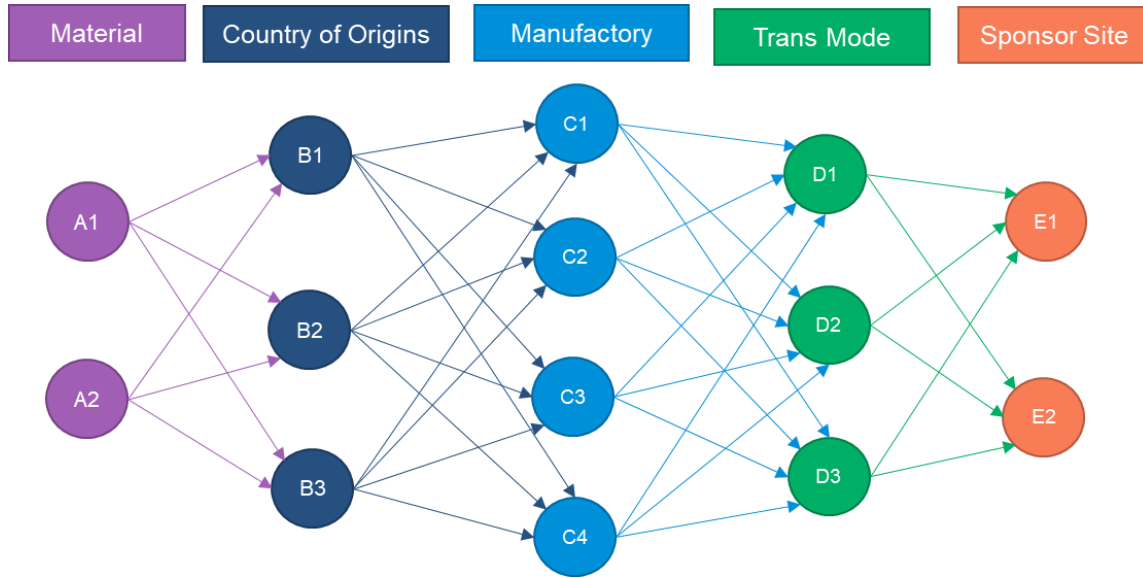 Material
Country of Origins
Manufactory
Trans Mode
Sponsor Site
A1
A2
B1
B2
B3
C1
C2
C3
C4
D1
D2
D3
E1
E2